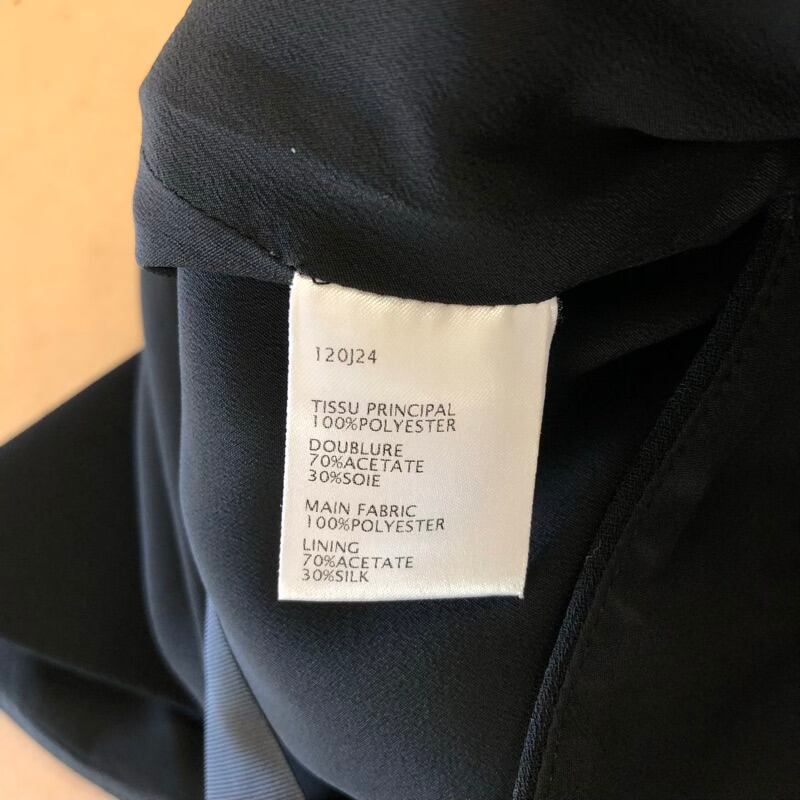 120J24
TISSU PRINCIPAL
100%POLYESTER
DOUBLURE
70%ACETATE
30%SOIE
MAIN FABRIC
100%POLYESTER
LINING
70%ACETATE
30%SILK